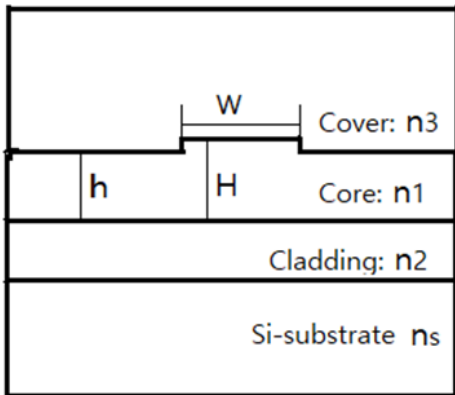 W
Cover: n3
h
H
Core: n1
Cladding: n2
Si-substrate ns